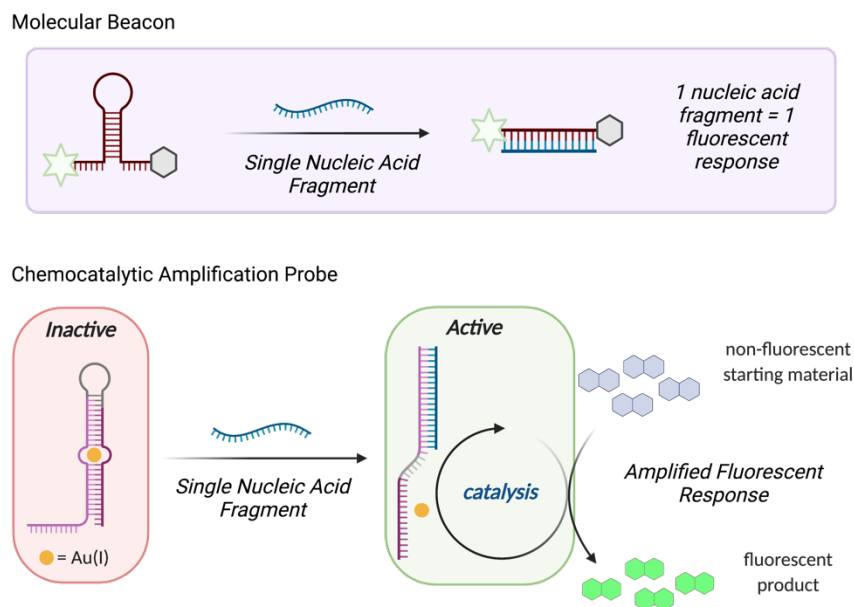 Molecular Beacon
Single Nucleic Acid
Fragment
1 nucleic acid
fragment = 1
fluorescent
response
Chemocatalytic Amplification Probe
Inactive
= Au(I)
Single Nucleic Acid
Fragment
Active
catalysis
non-fluorescent
starting material
Amplified Fluorescent
Response
fluorescent
product